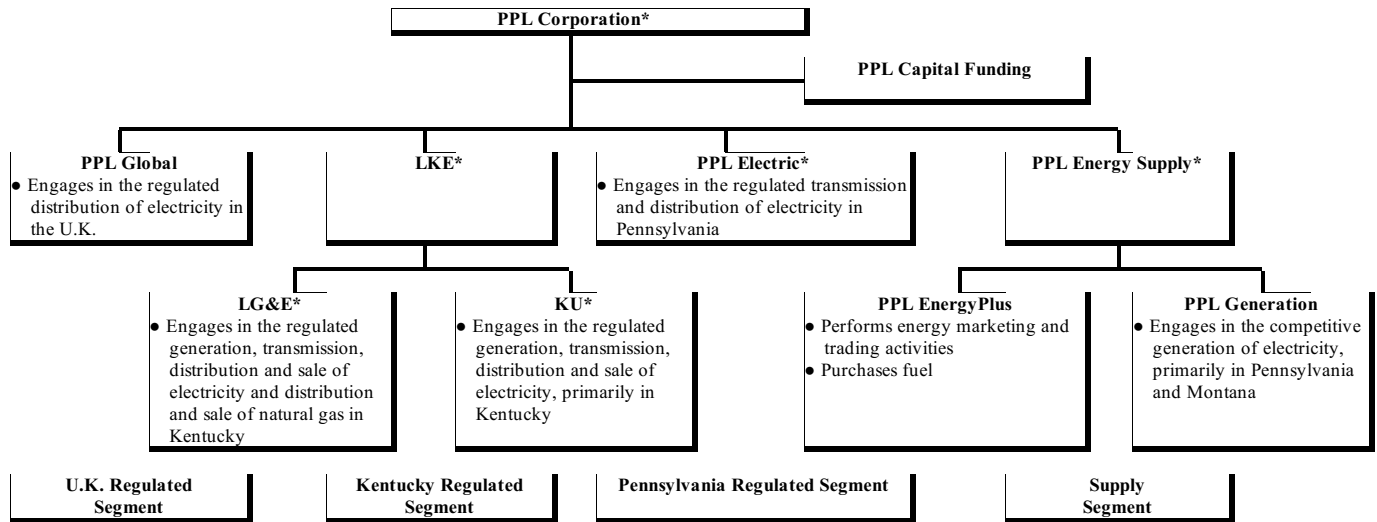 PPL Corporation*
PPL Capital Funding
PPL Global
● Engages in the regulated
distribution of electricity in
the U.K.
LKE*
PPL Electric*
● Engages in the regulated transmission
and distribution of electricity in
Pennsylvania
PPL Energy Supply*
LG&E*
● Engages in the regulated
generation, transmission,
distribution and sale of
electricity and distribution
and sale of natural gas in
Kentucky
KU*
● Engages in the regulated
generation, transmission,
distribution and sale of
electricity, primarily in
Kentucky
PPL EnergyPlus
● Performs energy marketing and
trading activities
● Purchases fuel
PPL Generation
● Engages in the competitive
generation of electricity,
primarily in Pennsylvania
and Montana
U.K. Regulated
Segment
Kentucky Regulated
Segment
Pennsylvania Regulated Segment
Supply
Segment